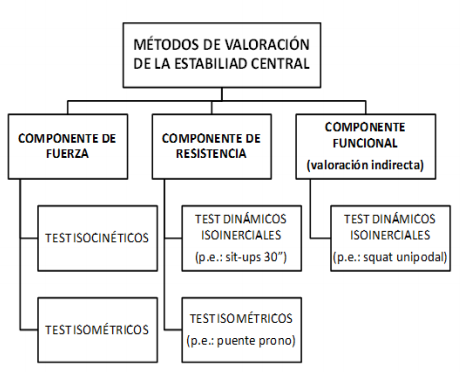 MÉTODOS DE VALORACIÓN
DE LA ESTABILIAD CENTRAL
COMPONENTE DE
FUERZA
COMPONENTE DE
RESISTENCIA
COMPONENTE
FUNCIONAL
(valoración indirecta)
TEST ISOCINÉTICOS
TEST DINÁMICOS
ISOINERCIALES
(p.e.: sit-ups 30”)
TEST DINÁMICOS
ISOINERCIALES
(p.e.: squat unipodal)
TEST ISOMÉTRICOS
TEST ISOMÉTRICOS
(p.e.: puente prono)